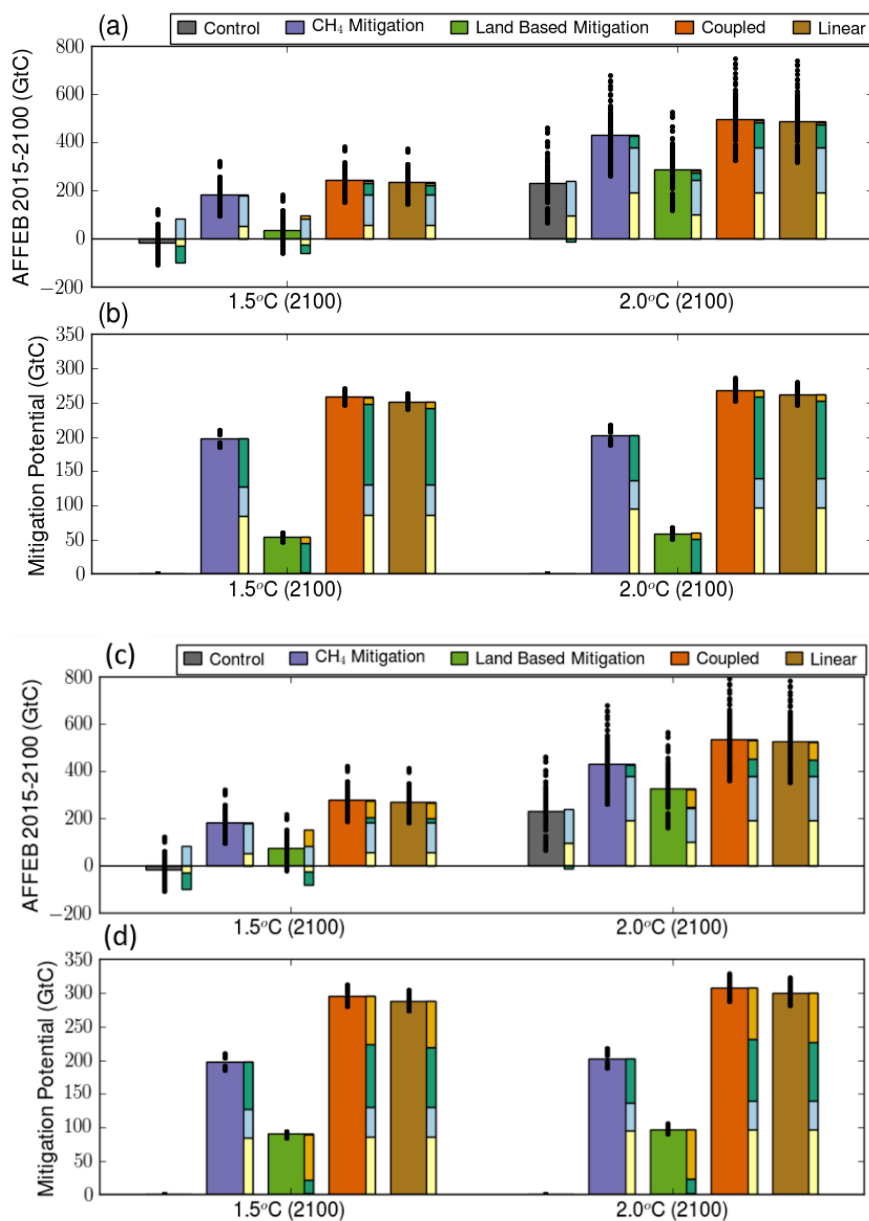 (a)
Control CH₄ Mitigation Land Based Mitigation Coupled Linear
AFFEB 2015-2100 (GtC)
800
600
400
200
0
−200
1.5°C (2100) 2.0°C (2100)
(b)
Mitigation Potential (GtC)
350
300
250
200
150
100
50
0
1.5°C (2100) 2.0°C (2100)
(c)
Control CH₄ Mitigation Land Based Mitigation Coupled Linear
AFFEB 2015-2100 (GtC)
800
600
400
200
0
−200
1.5°C (2100) 2.0°C (2100)
(d)
Mitigation Potential (GtC)
350
300
250
200
150
100
50
0
1.5°C (2100) 2.0°C (2100)